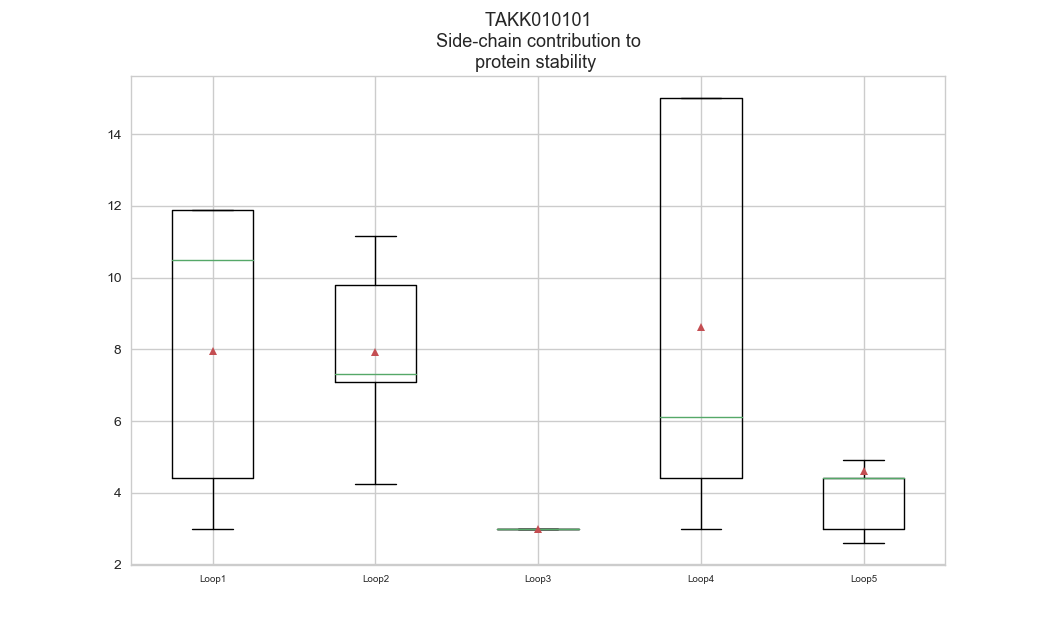 TAKK010101
Side-chain contribution to
protein stability
14
12
10
8
6
4
2
Loop1
Loop2
Loop3
Loop4
Loop5